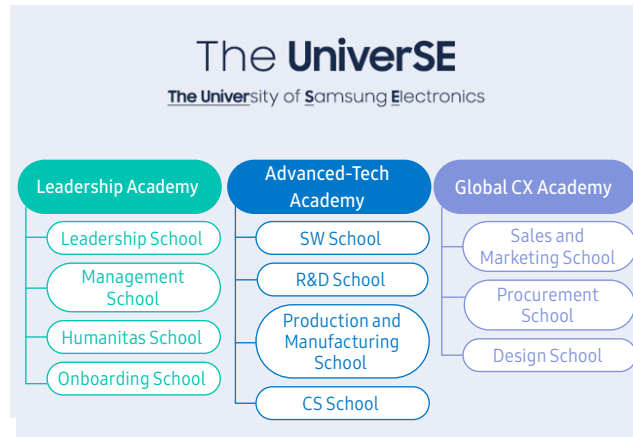 The UniverSE
The University of Samsung Electronics
Leadership Academy
Leadership School
Management
School
Humanitas School
Onboarding School
Advanced-Tech
Academy
SW School
R&D School
Production and
Manufacturing
School
CS School
Global CX Academy
Sales and
Marketing School
Procurement
School
Design School